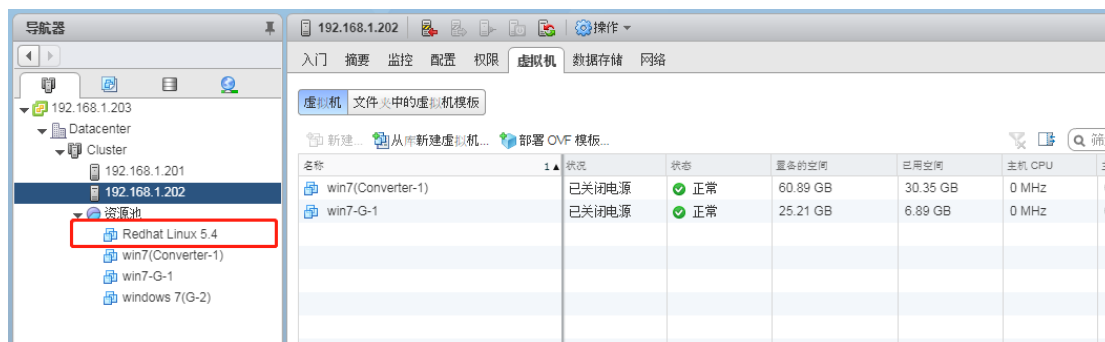 导航器
192.168.1.203
Datacenter
Cluster
192.168.1.201
192.168.1.202
资源池
Redhat Linux 5.4
win7(Converter-1)
win7-G-1
windows 7(G-2)
192.168.1.202 操作
入门 摘要 监控 配置 权限 虚拟机 数据存储 网络
虚拟机 文件夹中的虚拟机模板
新建... 从库新建虚拟机... 部署 OVF 模板... 筛
名称 1 状况 状态 置备的空间 已用空间 主机 CPU
win7(Converter-1) 已关闭电源 正常 60.89 GB 30.35 GB 0 MHz
win7-G-1 已关闭电源 正常 25.21 GB 6.89 GB 0 MHz